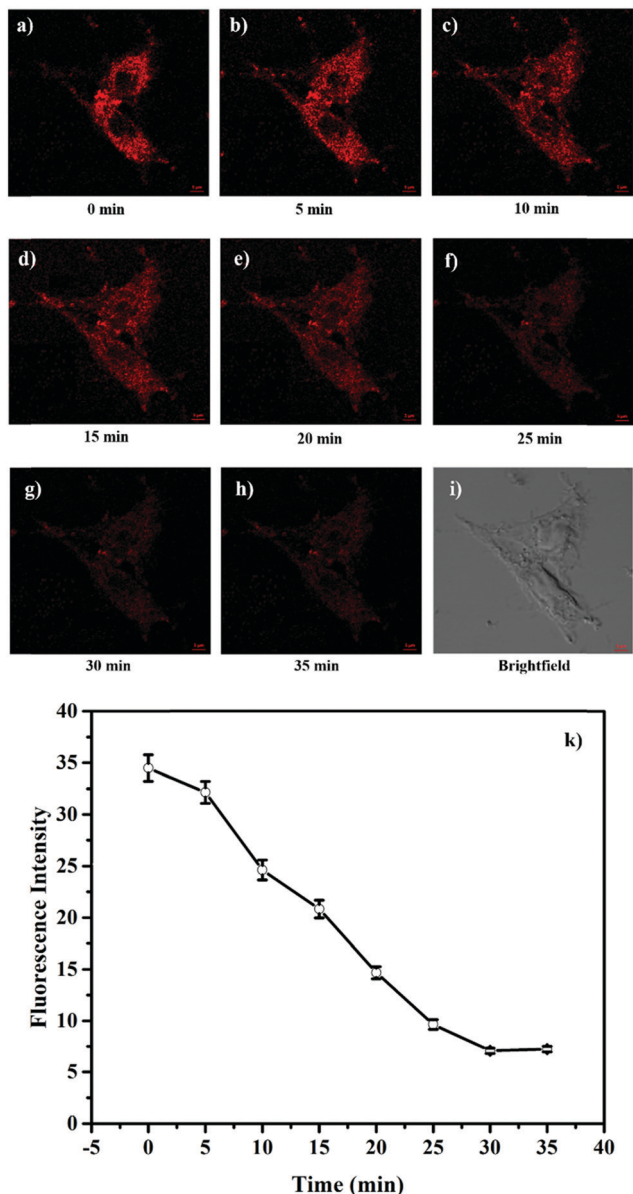 a) b) c)
0 min 5 min 10 min
d) e) f)
15 min 20 min 25 min
g) h) i)
30 min 35 min Brightfield
k)
Fluorescence Intensity
40
35
30
25
20
15
10
5
0
-5 0 5 10 15 20 25 30 35 40
Time (min)